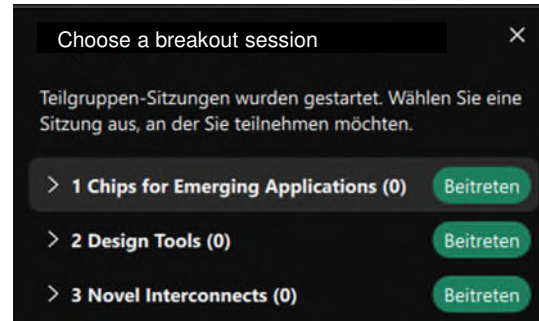 Choose a breakout session
Teilgruppen-Sitzungen wurden gestartet. Wählen Sie eine
Sitzung aus, an der Sie teilnehmen möchten.
1 Chips for Emerging Applications (0) Beitreten
2 Design Tools (0) Beitreten
3 Novel Interconnects (0) Beitreten